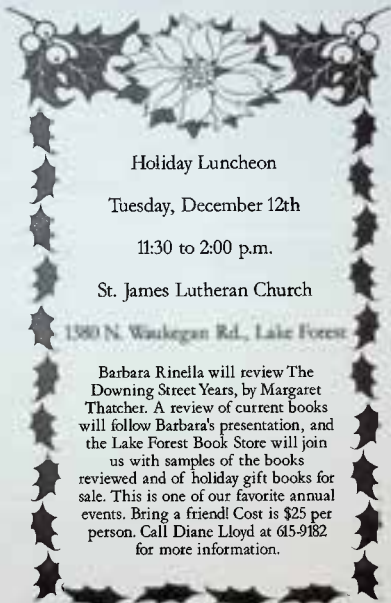 Holiday Luncheon
Tuesday, December 12th
11:30 to 2:00 p.m.
St. James Lutheran Church
1380 N. Waukegan Rd., Lake Forest
Barbara Rinella will review The
Downing Street Years, by Margaret
Thatcher. A review of current books
will follow Barbara's presentation, and
the Lake Forest Book Store will join
us with samples of the books
reviewed and of holiday gift books for
sale. This is one of our favorite annual
events. Bring a friend! Cost is $25 per
person. Call Diane Lloyd at 615-9182
for more information.